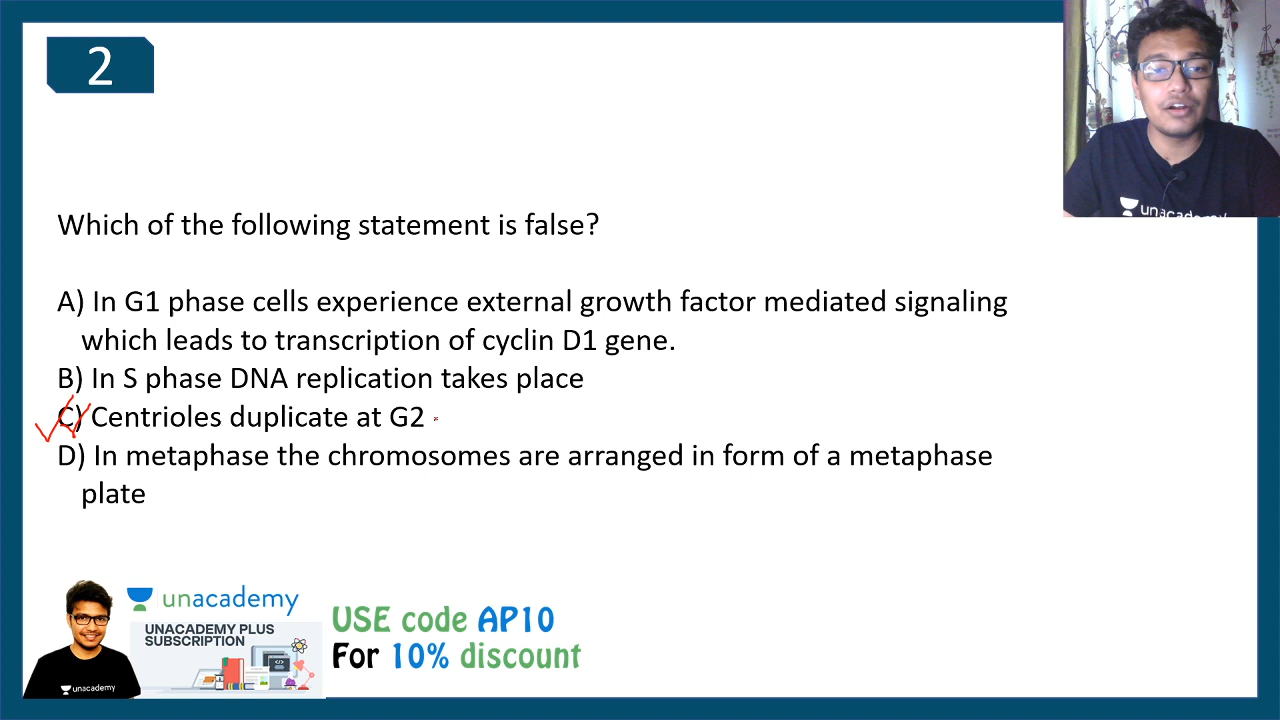 2
unacademy
Which of the following statement is false?
A) In G1 phase cells experience external growth factor mediated signaling
which leads to transcription of cyclin D1 gene.
B) In S phase DNA replication takes place
C) Centrioles duplicate at G2
D) In metaphase the chromosomes are arranged in form of a metaphase
plate
unacademy
UNACADEMY PLUS
SUBSCRIPTION
unacademy
USE code AP10
For 10% discount